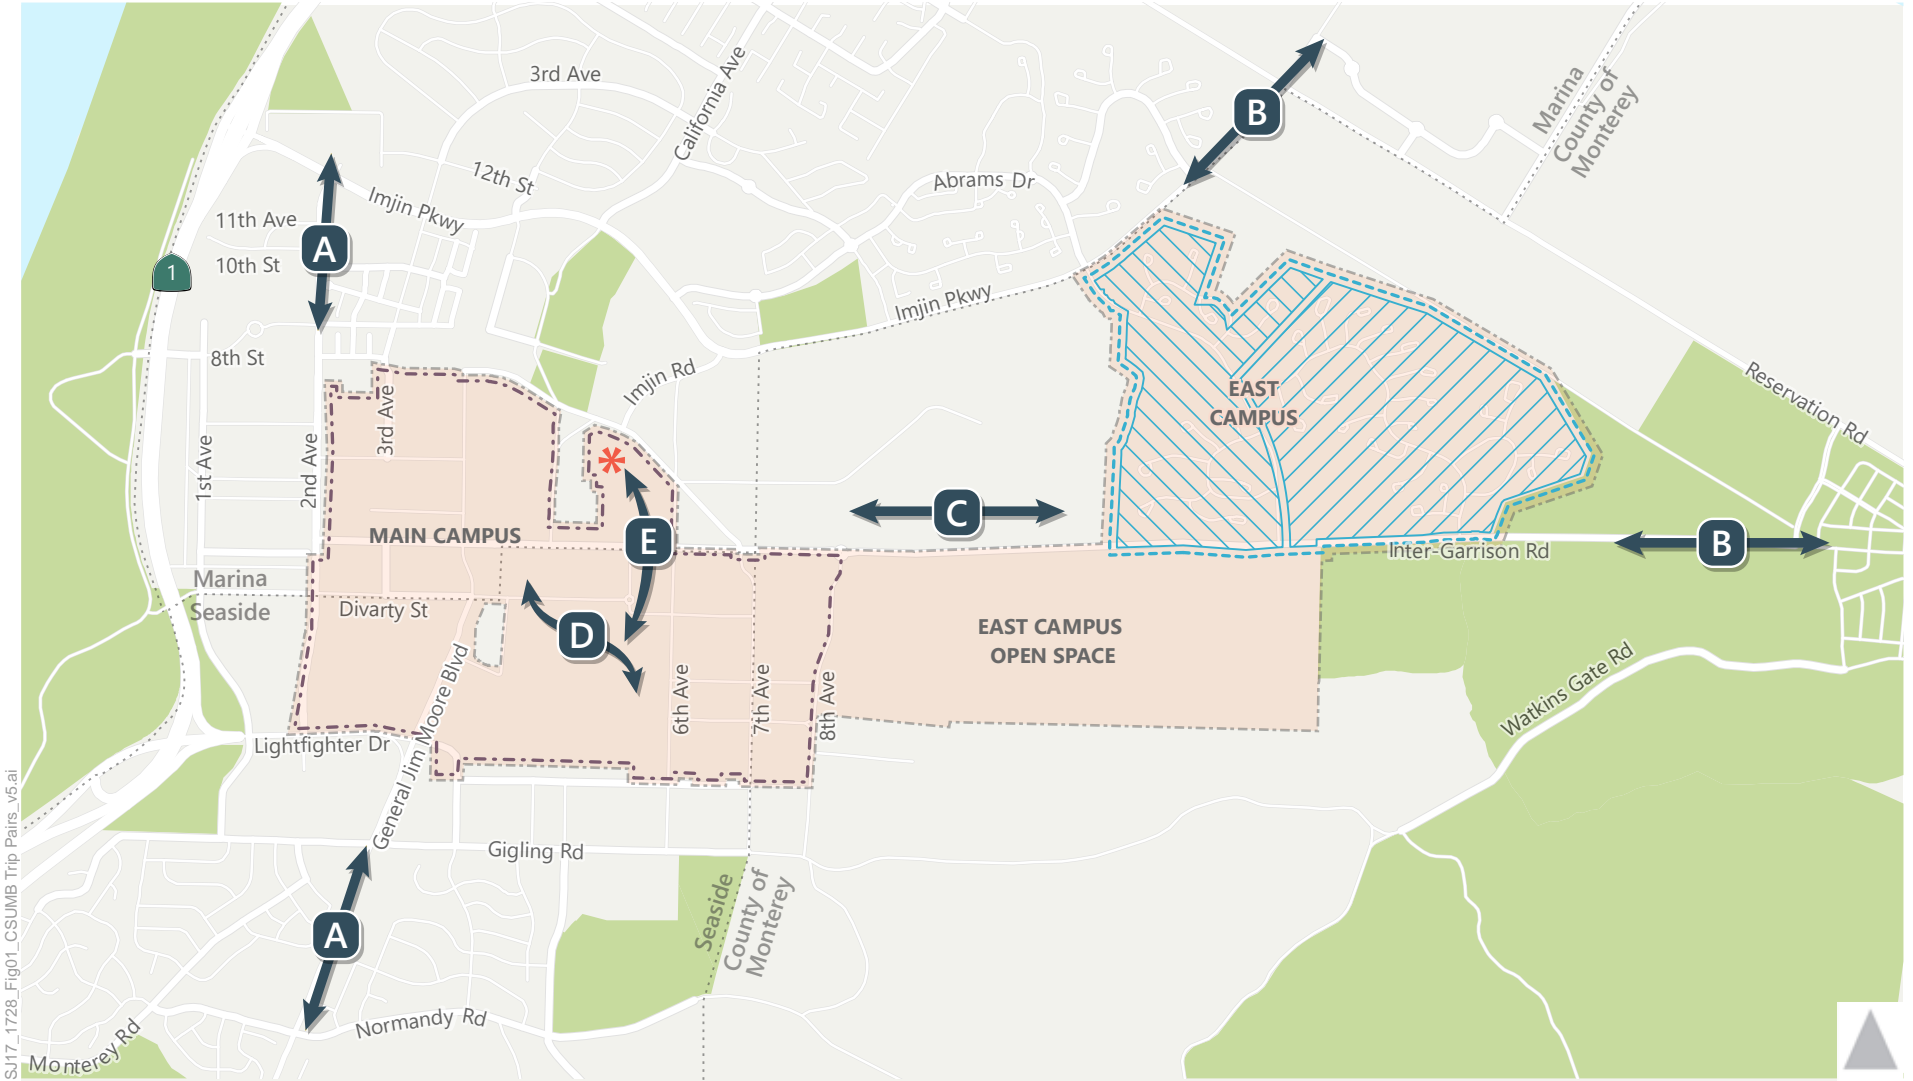 3rd Ave
California Ave
B
Marina
County of
Monterey
12th St
Imjin Pkwy
Abrams Dr
11th Ave
A
10th St
1
Imjin Pkwy
8th St
Imjin Rd
Reservation Rd
3rd Ave
EAST
CAMPUS
1st Ave
2nd Ave
C
MAIN CAMPUS
E
B
Inter-Garrison Rd
Marina
Seaside
Divarty St
D
EAST CAMPUS
OPEN SPACE
General Jim Moore Blvd
6th Ave
7th Ave
8th Ave
Watkins Gate Rd
Lightfighter Dr
Gigling Rd
Seaside
County of
Monterey
A
Normandy Rd
Monterey Rd
SJ17_1728_Fig01_CSUMB Trip Pairs_v5.ai